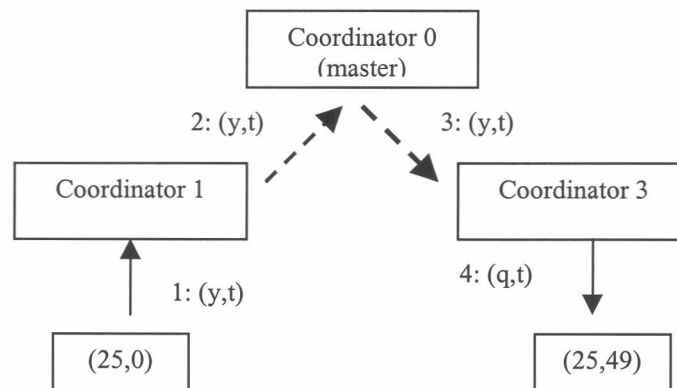 Coordinator 0
(master)
2: (y,t)
3: (y,t)
Coordinator 1
Coordinator 3
1: (y,t)
4: (q,t)
(25,0)
(25,49)